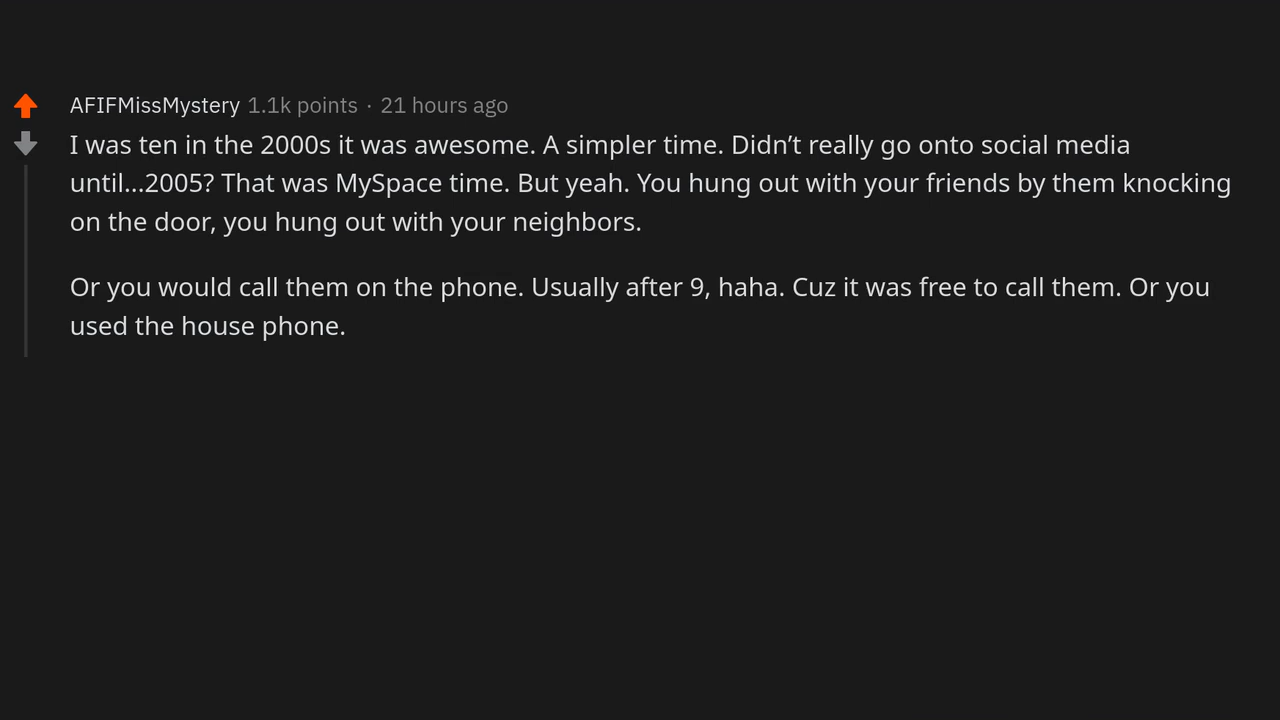 AFIFMissMystery 1.1k points · 21 hours ago
I was ten in the 2000s it was awesome. A simpler time. Didn’t really go onto social media
until...2005? That was MySpace time. But yeah. You hung out with your friends by them knocking
on the door, you hung out with your neighbors.
Or you would call them on the phone. Usually after 9, haha. Cuz it was free to call them. Or you
used the house phone.